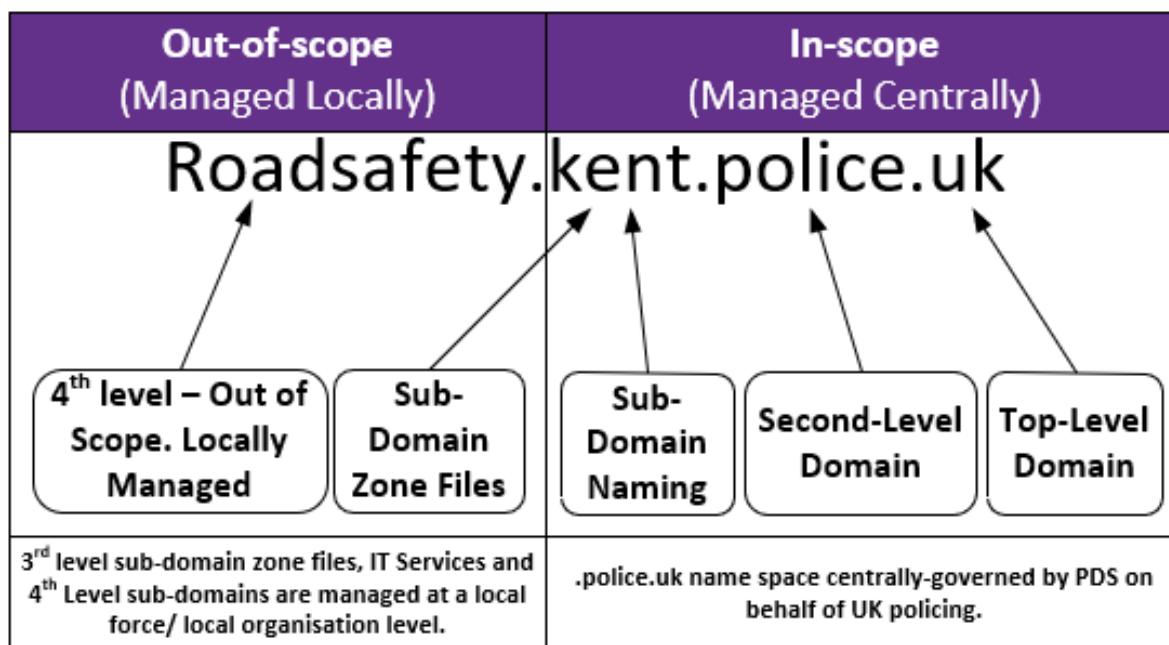 Out-of-scope
(Managed Locally)
In-scope
(Managed Centrally)
Roadsafety.kent.police.uk
4th level – Out of
Scope. Locally
Managed
Sub-
Domain
Zone Files
Sub-
Domain
Naming
Second-Level
Domain
Top-Level
Domain
3rd level sub-domain zone files, IT Services and
4th Level sub-domains are managed at a local
force/ local organisation level.
.police.uk name space centrally-governed by PDS on
behalf of UK policing.